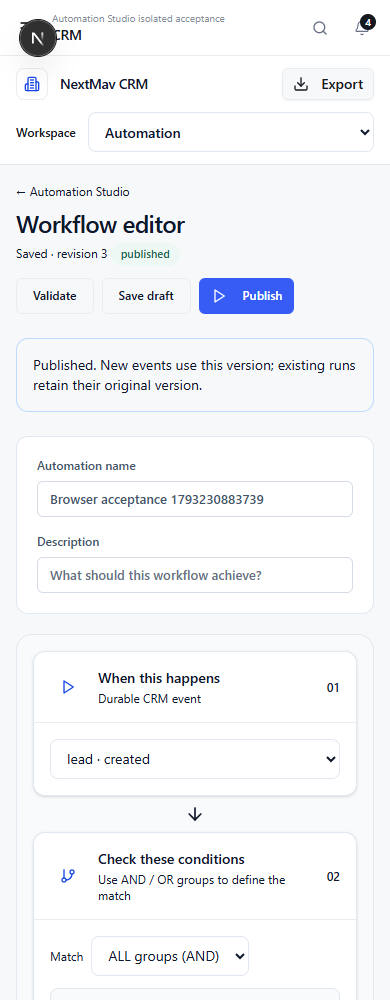 Automation Studio isolated acceptance
CRM
N
4
NextMav CRM
Export
Workspace
Automation
← Automation Studio
Workflow editor
Saved · revision 3
published
Validate
Save draft
Publish
Published. New events use this version; existing runs
retain their original version.
Automation name
Browser acceptance 1793230883739
Description
What should this workflow achieve?
When this happens
Durable CRM event
01
lead · created
Check these conditions
Use AND / OR groups to define the
match
02
Match
ALL groups (AND)